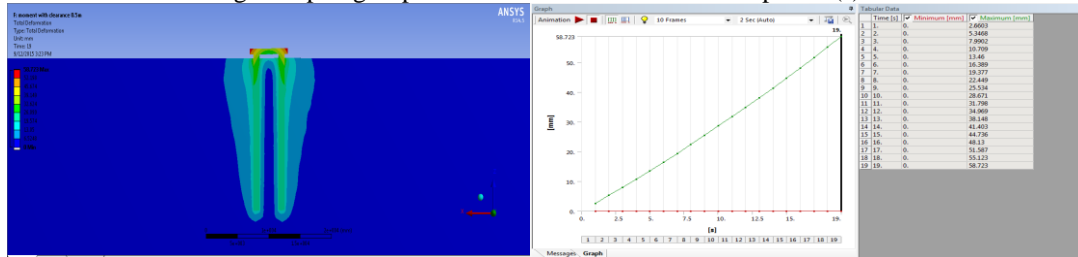 F: moment with clearance 0.5m
Total Deformation
Type: Total Deformation
Unit: mm
Time: 19
9/12/2015 3:23 PM
ANSYS
Graph
Animation 10 Frames 2 Sec (Auto)
19.
58.723
50.
40.
30.
20.
10.
0.
[mm]
0. 2.5 5. 7.5 10. 12.5 15. 19.
[s]
1 2 3 4 5 6 7 8 9 10 11 12 13 14 15 16 17 18 19
Messages Graph
Tabular Data
Time [s] Minimum [mm] Maximum [mm]
1 1. 0. 2.6603
2 2. 0. 5.3468
3 3. 0. 7.9902
4 4. 0. 10.709
5 5. 0. 13.46
6 6. 0. 16.389
7 7. 0. 19.377
8 8. 0. 22.449
9 9. 0. 25.534
10 10. 0. 28.671
11 11. 0. 31.798
12 12. 0. 34.969
13 13. 0. 38.148
14 14. 0. 41.403
15 15. 0. 44.736
16 16. 0. 48.13
17 17. 0. 51.587
18 18. 0. 55.123
19 19. 0. 58.723